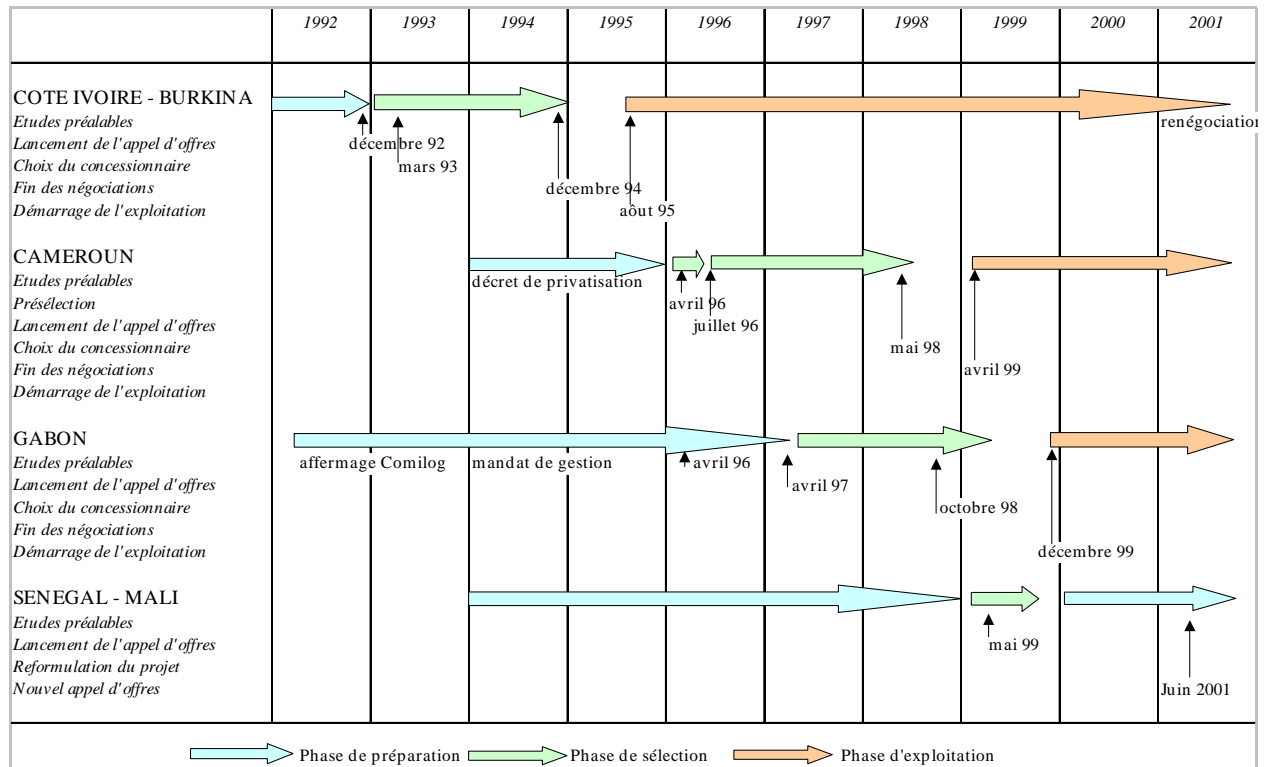 1992 1993 1994 1995 1996 1997 1998 1999 2000 2001
COTE IVOIRE - BURKINA
Etudes préalables
renégociation
Lancement de l'appel d'offres
décembre 92
Choix du concessionnaire
mars 93
Fin des négociations
décembre 94
Démarrage de l'exploitation
aôut 95
CAMEROUN
Etudes préalables
décret de privatisation
Présélection
avril 96
Lancement de l'appel d'offres
juillet 96
Choix du concessionnaire
mai 98
Fin des négociations
avril 99
Démarrage de l'exploitation
GABON
Etudes préalables
affermage Comilog mandat de gestion avril 96
Lancement de l'appel d'offres
avril 97
Choix du concessionnaire
octobre 98
Fin des négociations
Démarrage de l'exploitation
décembre 99
SENEGAL - MALI
Etudes préalables
Lancement de l'appel d'offres
mai 99
Reformulation du projet
Nouvel appel d'offres
Juin 2001
Phase de préparation Phase de sélection Phase d'exploitation